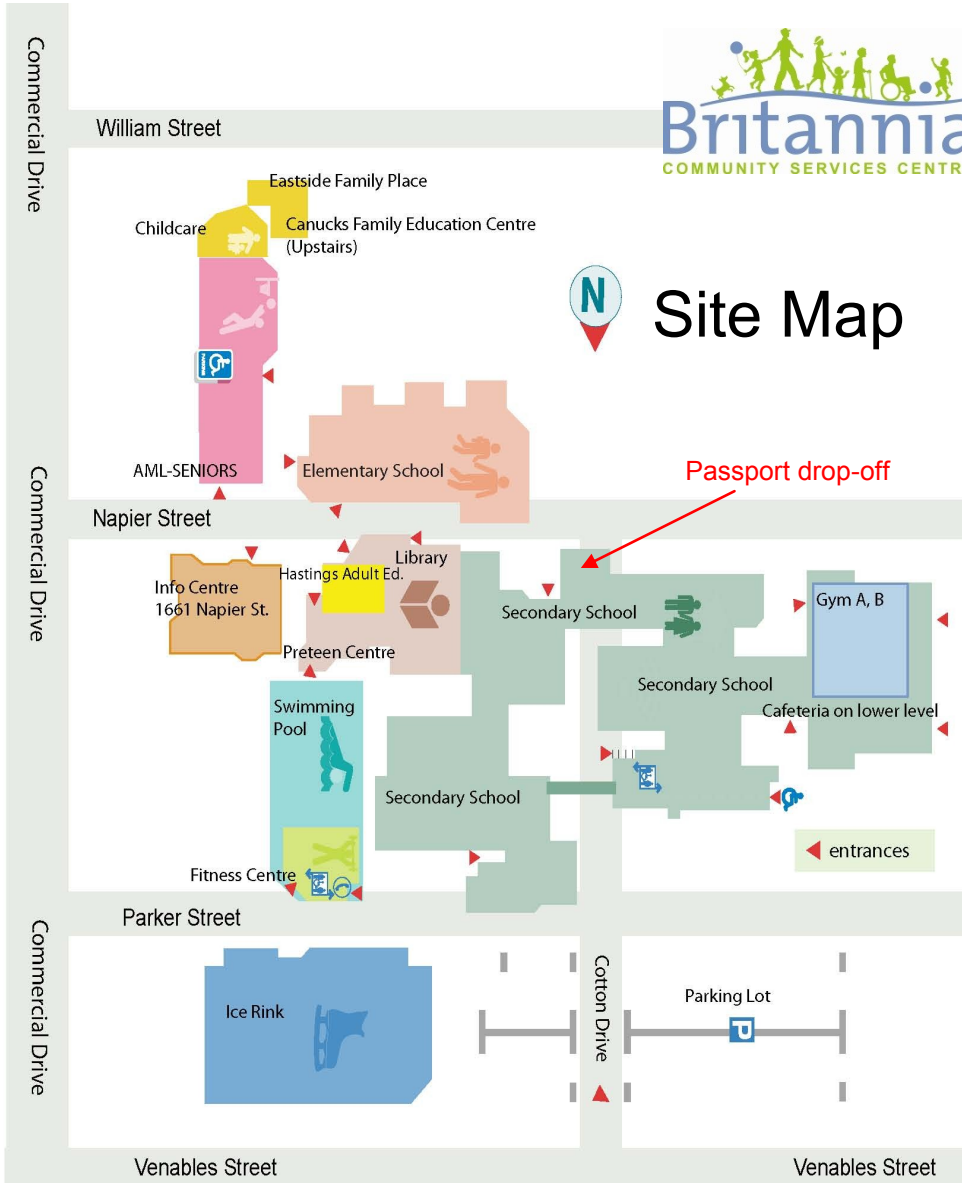 Commercial Drive
William Street
Britannia
COMMUNITY SERVICES CENTR
Eastside Family Place
Childcare
Canucks Family Education Centre
(Upstairs)
N
Site Map
AML-SENIORS
Elementary School
Passport drop-off
Commercial Drive
Napier Street
Info Centre
1661 Napier St.
Hastings Adult Ed.
Library
Preteen Centre
Secondary School
Gym A, B
Secondary School
Cafeteria on lower level
Swimming
Pool
Secondary School
Fitness Centre
entrances
Parker Street
Commercial Drive
Ice Rink
Cotton Drive
Parking Lot
P
Venables Street
Venables Street